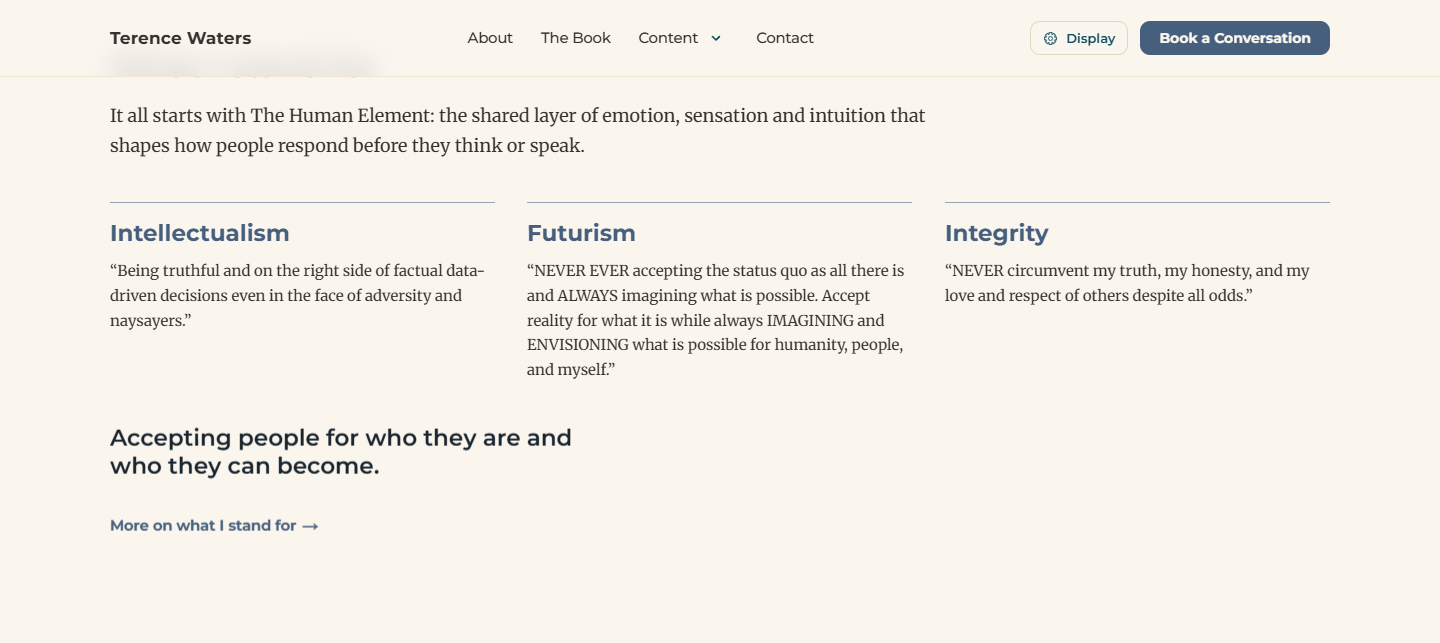 Terence Waters
About
The Book
Content
Contact
Display
Book a Conversation
It all starts with The Human Element: the shared layer of emotion, sensation and intuition that
shapes how people respond before they think or speak.
Intellectualism
“Being truthful and on the right side of factual data-
driven decisions even in the face of adversity and
naysayers.”
Futurism
“NEVER EVER accepting the status quo as all there is
and ALWAYS imagining what is possible. Accept
reality for what it is while always IMAGINING and
ENVISIONING what is possible for humanity, people,
and myself.”
Integrity
“NEVER circumvent my truth, my honesty, and my
love and respect of others despite all odds.”
Accepting people for who they are and
who they can become.
More on what I stand for →